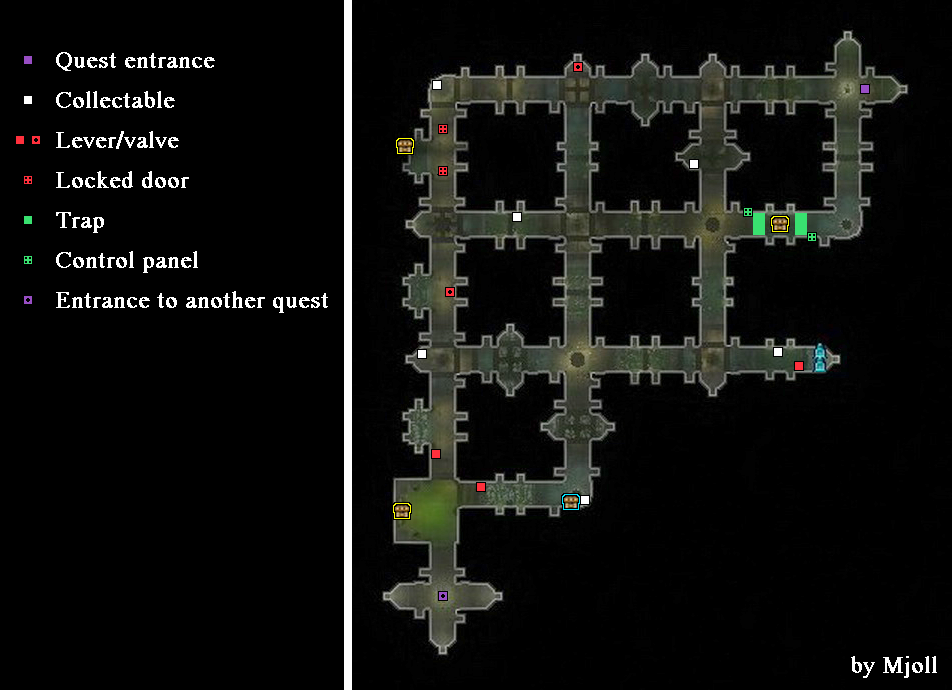 Quest entrance
Collectable
Lever/valve
Locked door
Trap
Control panel
Entrance to another quest
by Mjoll